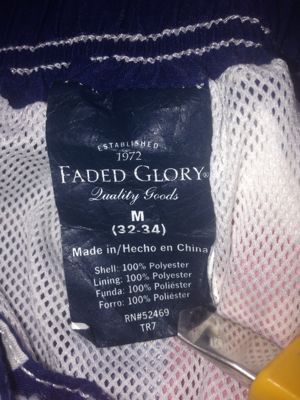 ESTABLISHED
1972
FADED GLORY®
Quality Goods
M
(32-34)
Made in/Hecho en China
Shell: 100% Polyester
Lining: 100% Polyester
Funda: 100% Poliéster
Forro: 100% Poliéster
RN#52469
TR7